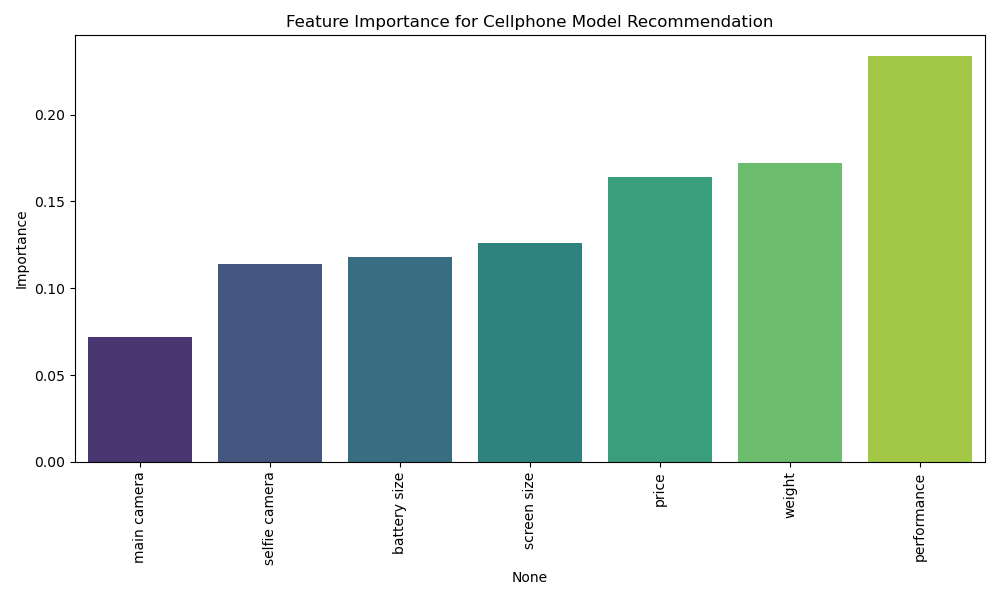 Feature Importance for Cellphone Model Recommendation
Importance
0.20
0.15
0.10
0.05
0.00
main camera
selfie camera
battery size
screen size
price
weight
performance
None